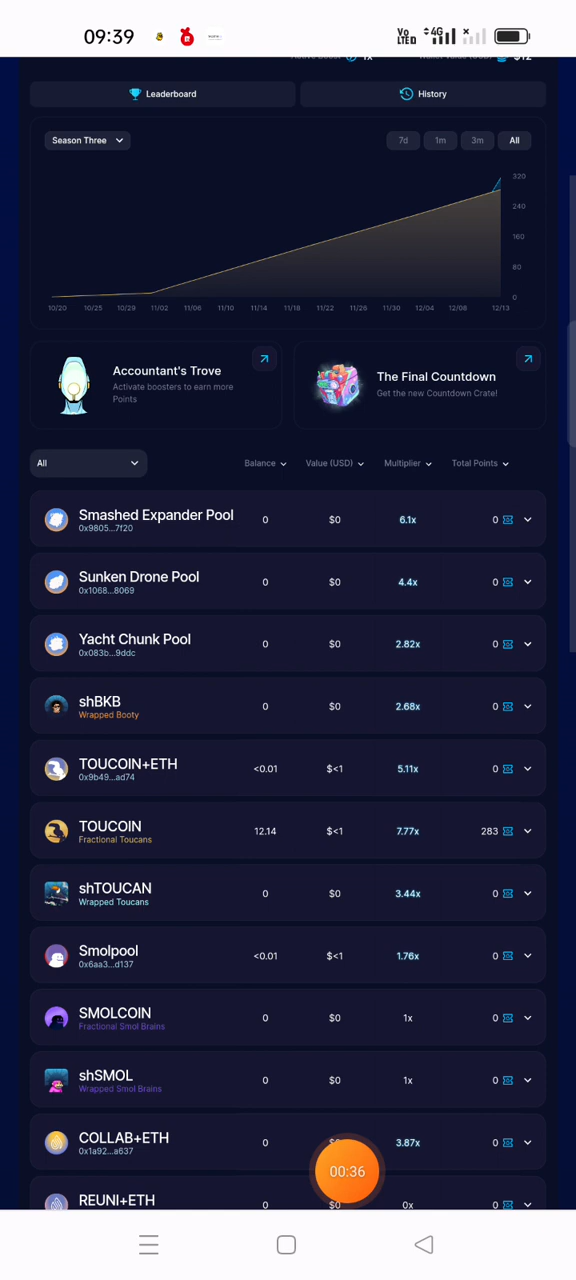 09:39
Vo
LTED
4G
Leaderboard
History
Season Three
7d
1m
3m
All
320
240
160
80
0
10/20
10/25
10/29
11/02
11/06
11/10
11/14
11/18
11/22
11/26
11/30
12/04
12/08
12/13
Accountant's Trove
Activate boosters to earn more
Points
The Final Countdown
Get the new Countdown Crate!
All
Balance
Value (USD)
Multiplier
Total Points
Smashed Expander Pool
0x9805...7f20
0
$0
6.1x
0
Sunken Drone Pool
0x1068...8069
0
$0
4.4x
0
Yacht Chunk Pool
0x083b...9ddc
0
$0
2.82x
0
shBKB
Wrapped Booty
0
$0
2.68x
0
TOUCOIN+ETH
0x9b49...ad74
<0.01
$<1
5.11x
0
TOUCOIN
Fractional Toucans
12.14
$<1
7.77x
283
shTOUCAN
Wrapped Toucans
0
$0
3.44x
0
Smolpool
0x6aa3...d137
<0.01
$<1
1.76x
0
SMOLCOIN
Fractional Smol Brains
0
$0
1x
0
shSMOL
Wrapped Smol Brains
0
$0
1x
0
COLLAB+ETH
0x1a92...a637
0
3.87x
0
00:36
REUNI+ETH
0
$0
0x
0